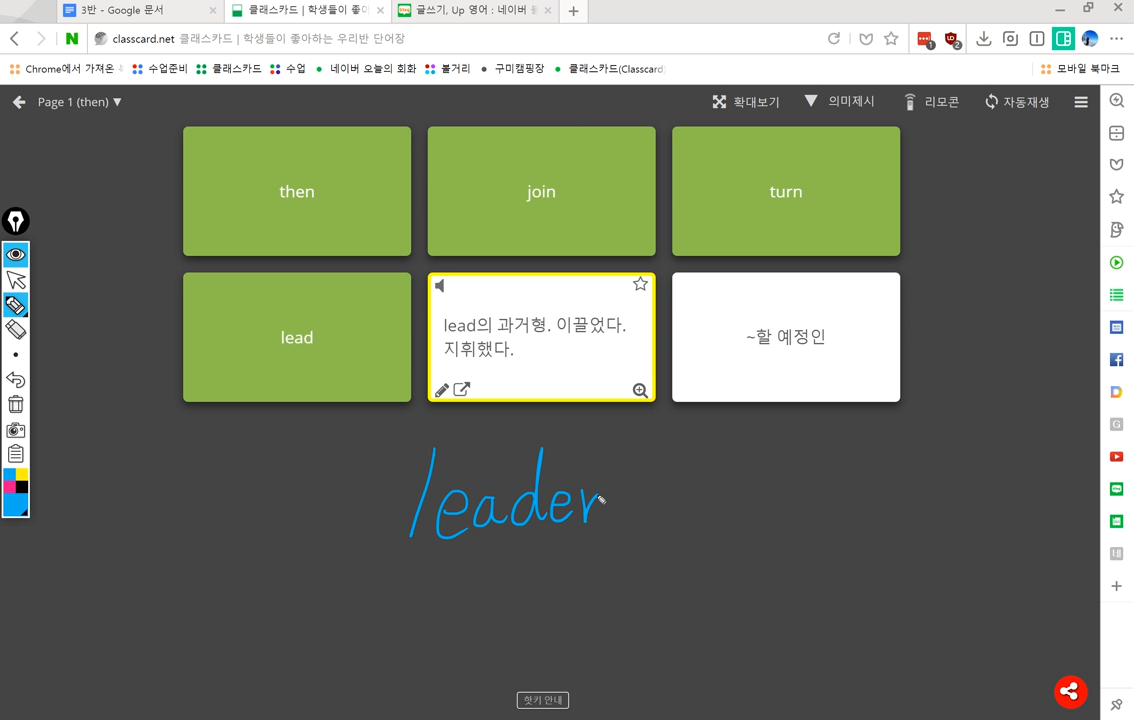 3반 - Google 문서
클래스카드 | 학생들이 좋아
글쓰기, Up 영어 : 네이버
classcard.net 클래스카드 | 학생들이 좋아하는 우리반 단어장
Chrome에서 가져온
수업준비
클래스카드
수업
네이버 오늘의 회화
볼거리
구미캠핑장
클래스카드(Classcard)
모바일 북마크
Page 1 (then) ▼
확대보기
의미제시
리모콘
자동재생
then
join
turn
lead
lead의 과거형. 이끌었다.
지휘했다.
~할 예정인
leader
핫키 안내